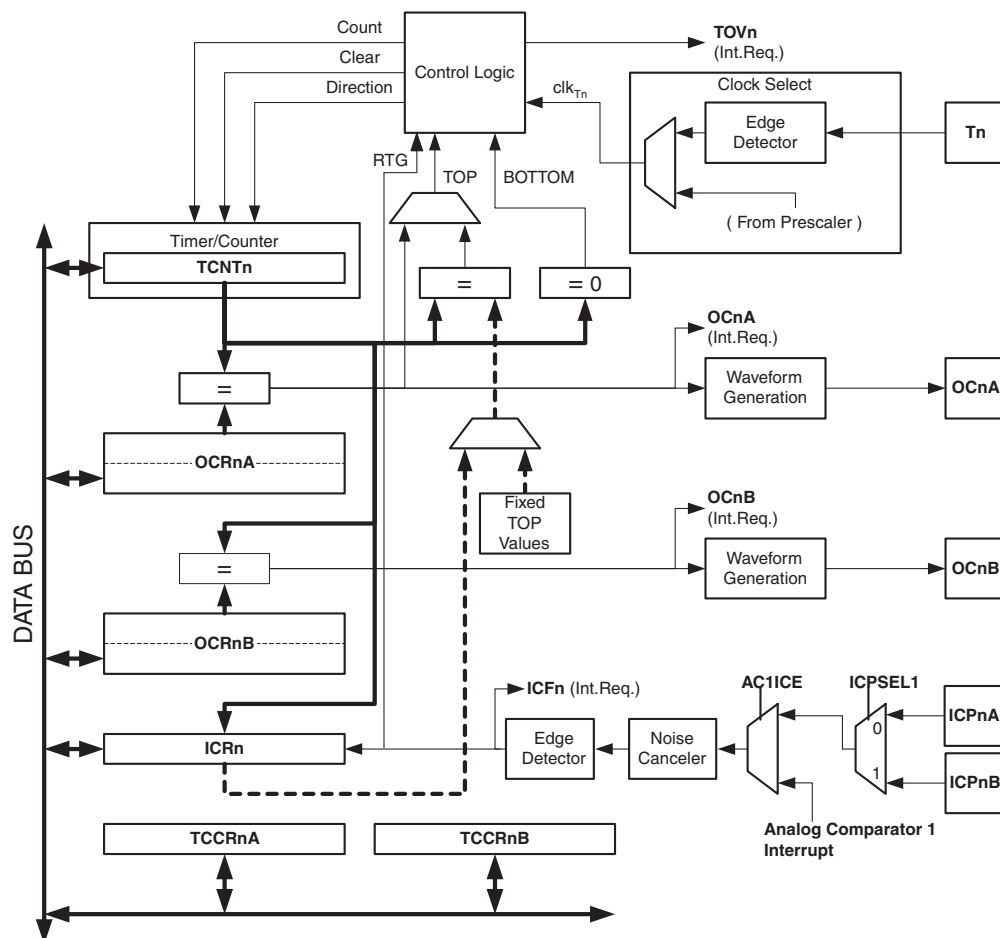 Count
Clear
Direction
Control Logic
TOVn
(Int.Req.)
clkTn
Clock Select
Edge
Detector
Tn
( From Prescaler )
RTG
TOP
BOTTOM
Timer/Counter
TCNTn
=
= 0
=
OCRnA
OCnA
(Int.Req.)
Waveform
Generation
OCnA
Fixed
TOP
Values
DATA BUS
=
OCRnB
OCnB
(Int.Req.)
Waveform
Generation
OCnB
ICRn
ICFn (Int.Req.)
Edge
Detector
Noise
Canceler
AC1ICE
ICPSEL1
0
1
ICPnA
ICPnB
Analog Comparator 1
Interrupt
TCCRnA
TCCRnB